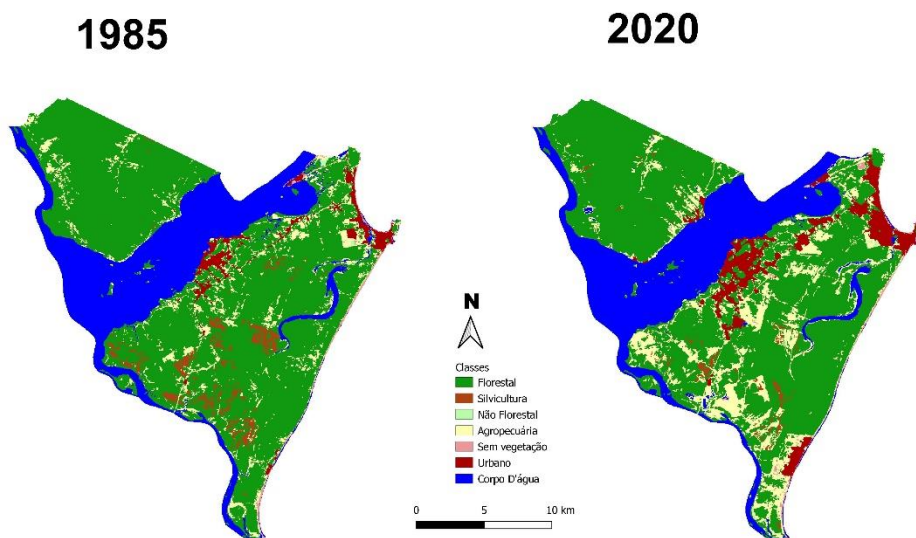 1985
2020
N
Classes
Florestal
Silvicultura
Não Florestal
Agropecuária
Sem vegetação
Urbano
Corpo D'água
0 5 10 km